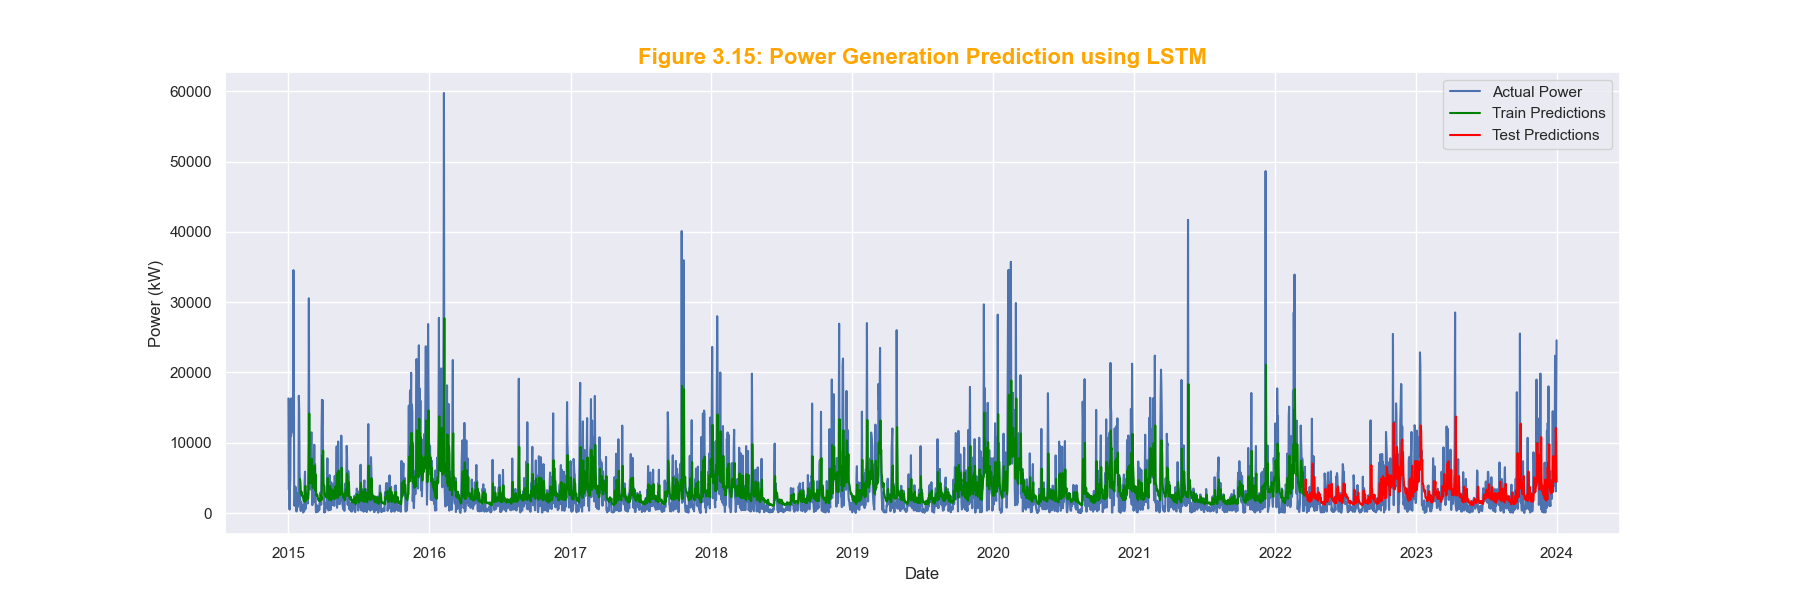 Figure 3.15: Power Generation Prediction using LSTM
Actual Power
Train Predictions
Test Predictions
Power (kW)
60000
50000
40000
30000
20000
10000
0
2015 2016 2017 2018 2019 2020 2021 2022 2023 2024
Date